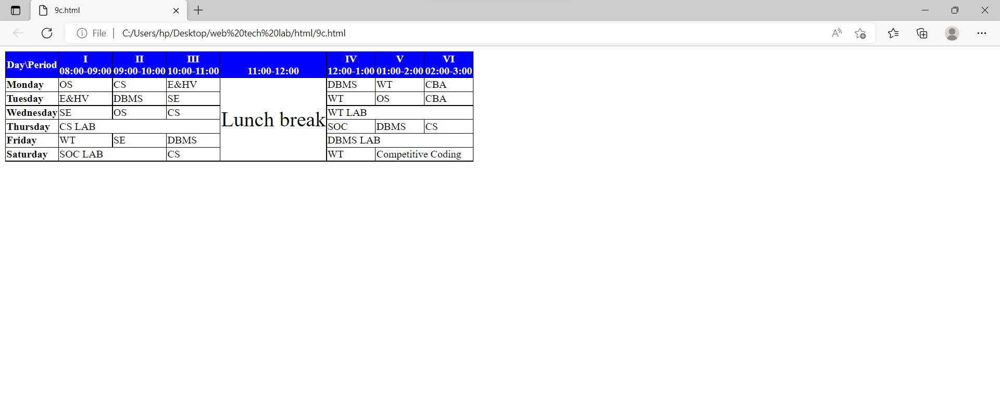 9c.html
File | C:/Users/hp/Desktop/web%20tech%20lab/html/9c.html
Day\Period I 08:00-09:00 II 09:00-10:00 III 10:00-11:00 11:00-12:00 IV 12:00-1:00 V 01:00-2:00 VI 02:00-3:00
Monday OS CS E&HV Lunch break DBMS WT CBA
Tuesday E&HV DBMS SE WT OS CBA
Wednesday SE OS CS WT LAB
Thursday CS LAB SOC DBMS CS
Friday WT SE DBMS DBMS LAB
Saturday SOC LAB CS WT Competitive Coding